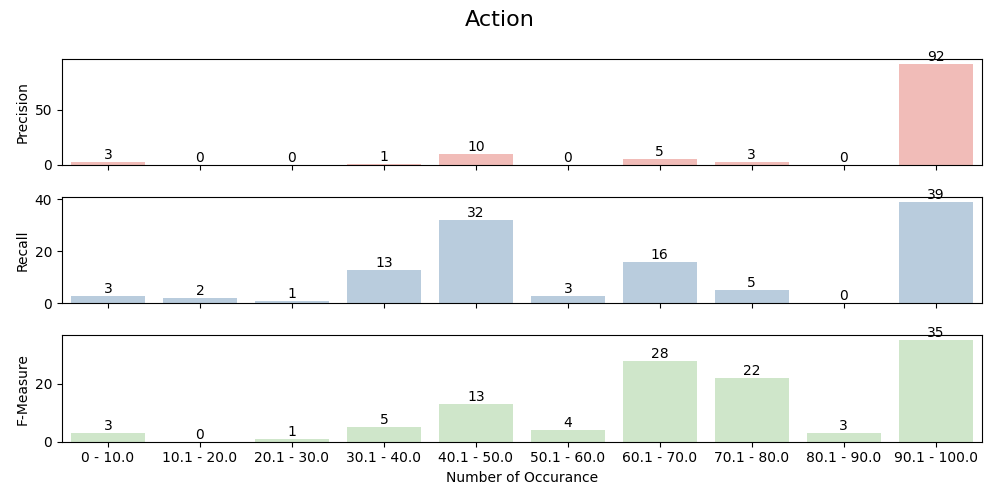 Action
Precision
50
0
3 0 0 1 10 0 5 3 0 92
Recall
40
20
0
3 2 1 13 32 3 16 5 0 39
F-Measure
20
0
3 0 1 5 13 4 28 22 3 35
0 - 10.0 10.1 - 20.0 20.1 - 30.0 30.1 - 40.0 40.1 - 50.0 50.1 - 60.0 60.1 - 70.0 70.1 - 80.0 80.1 - 90.0 90.1 - 100.0
Number of Occurance